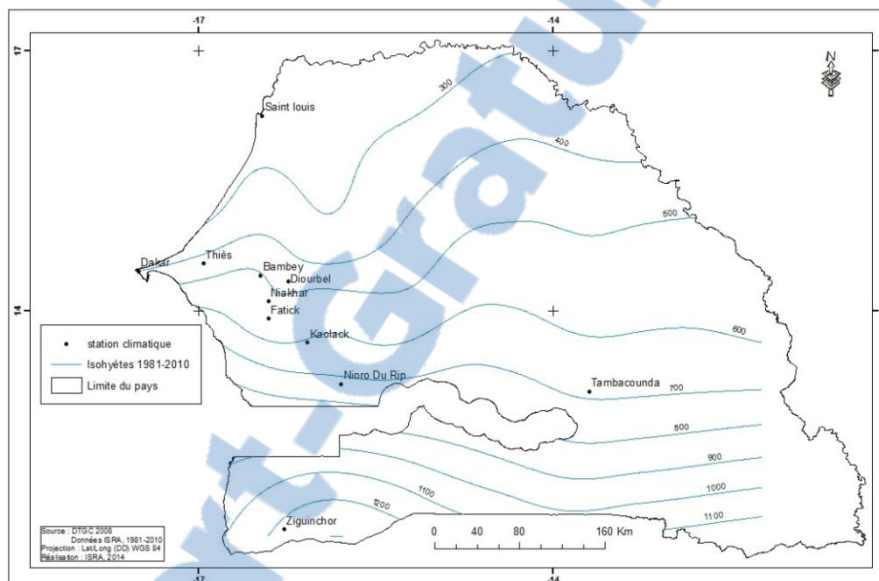 -17
-14
17
N
300
Saint louis
400
500
Thiès
Dakar
Bambey
Diourbel
Niakhar
Fatick
14
600
Kaolack
station climatique
Isohyètes 1981-2010
Limite du pays
Nioro Du Rip
Tambacounda
700
800
900
1000
1100
1100
1200
Ziguinchor
0 40 80 160 Km
Source : DTGC 2008
Données ISRA, 1981-2010
Projection : Lat/Long (DD) WGS 84
Réalisation : ISRA, 2014
-17
-14